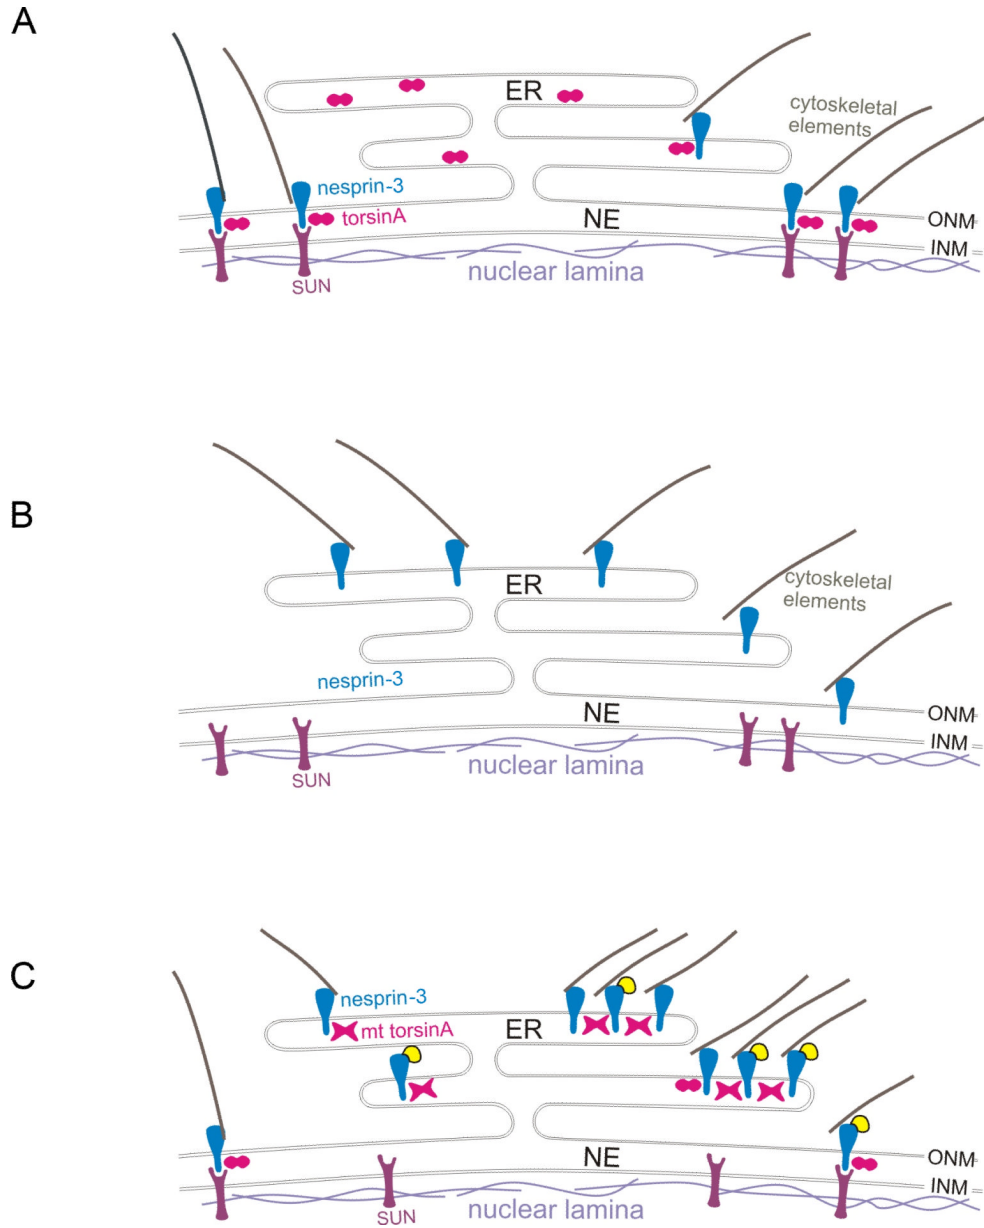 A
ER
cytoskeletal
elements
nesprin-3
torsinA
NE
ONM
INM
nuclear lamina
SUN
B
ER
cytoskeletal
elements
nesprin-3
NE
ONM
INM
nuclear lamina
SUN
C
nesprin-3
mt torsinA
ER
NE
ONM
INM
nuclear lamina
SUN